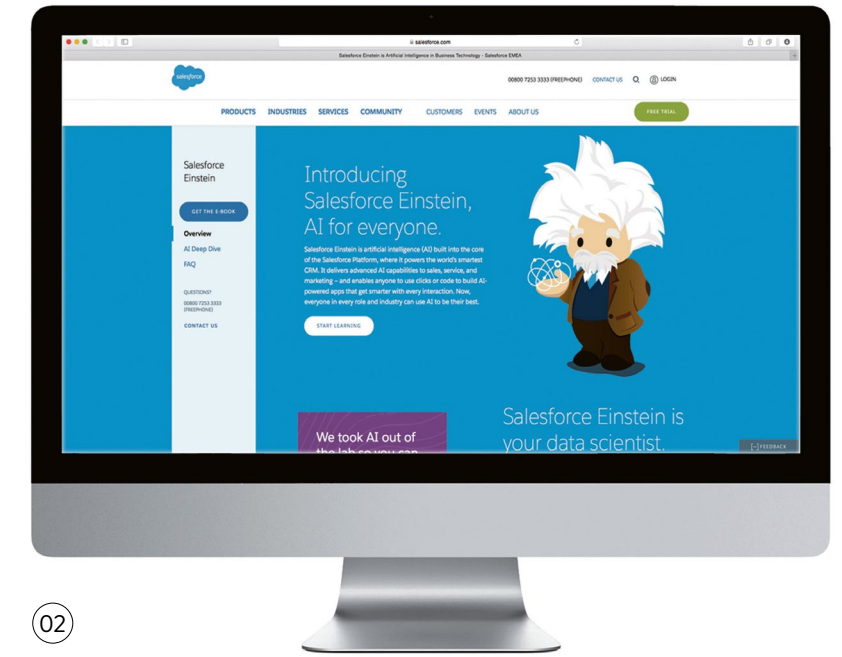 salesforce.com
Salesforce Einstein is Artificial Intelligence in Business Technology - Salesforce EMEA
salesforce
00800 7253 3333 (FREEPHONE) CONTACT US LOGIN
PRODUCTS INDUSTRIES SERVICES COMMUNITY CUSTOMERS EVENTS ABOUT US FREE TRIAL
Salesforce
Einstein
GET THE E-BOOK
Overview
AI Deep Dive
FAQ
QUESTIONS?
00800 7253 3333
(FREEPHONE)
CONTACT US
Introducing
Salesforce Einstein,
AI for everyone.
Salesforce Einstein is artificial intelligence (AI) built into the core
of the Salesforce Platform, where it powers the world's smartest
CRM. It delivers advanced AI capabilities to sales, service, and
marketing – and enables anyone to use clicks or code to build AI-
powered apps that get smarter with every interaction. Now,
everyone in every role and industry can use AI to be their best.
START LEARNING
We took AI out of
the lab so you can
Salesforce Einstein is
your data scientist.
[-] FEEDBACK
02